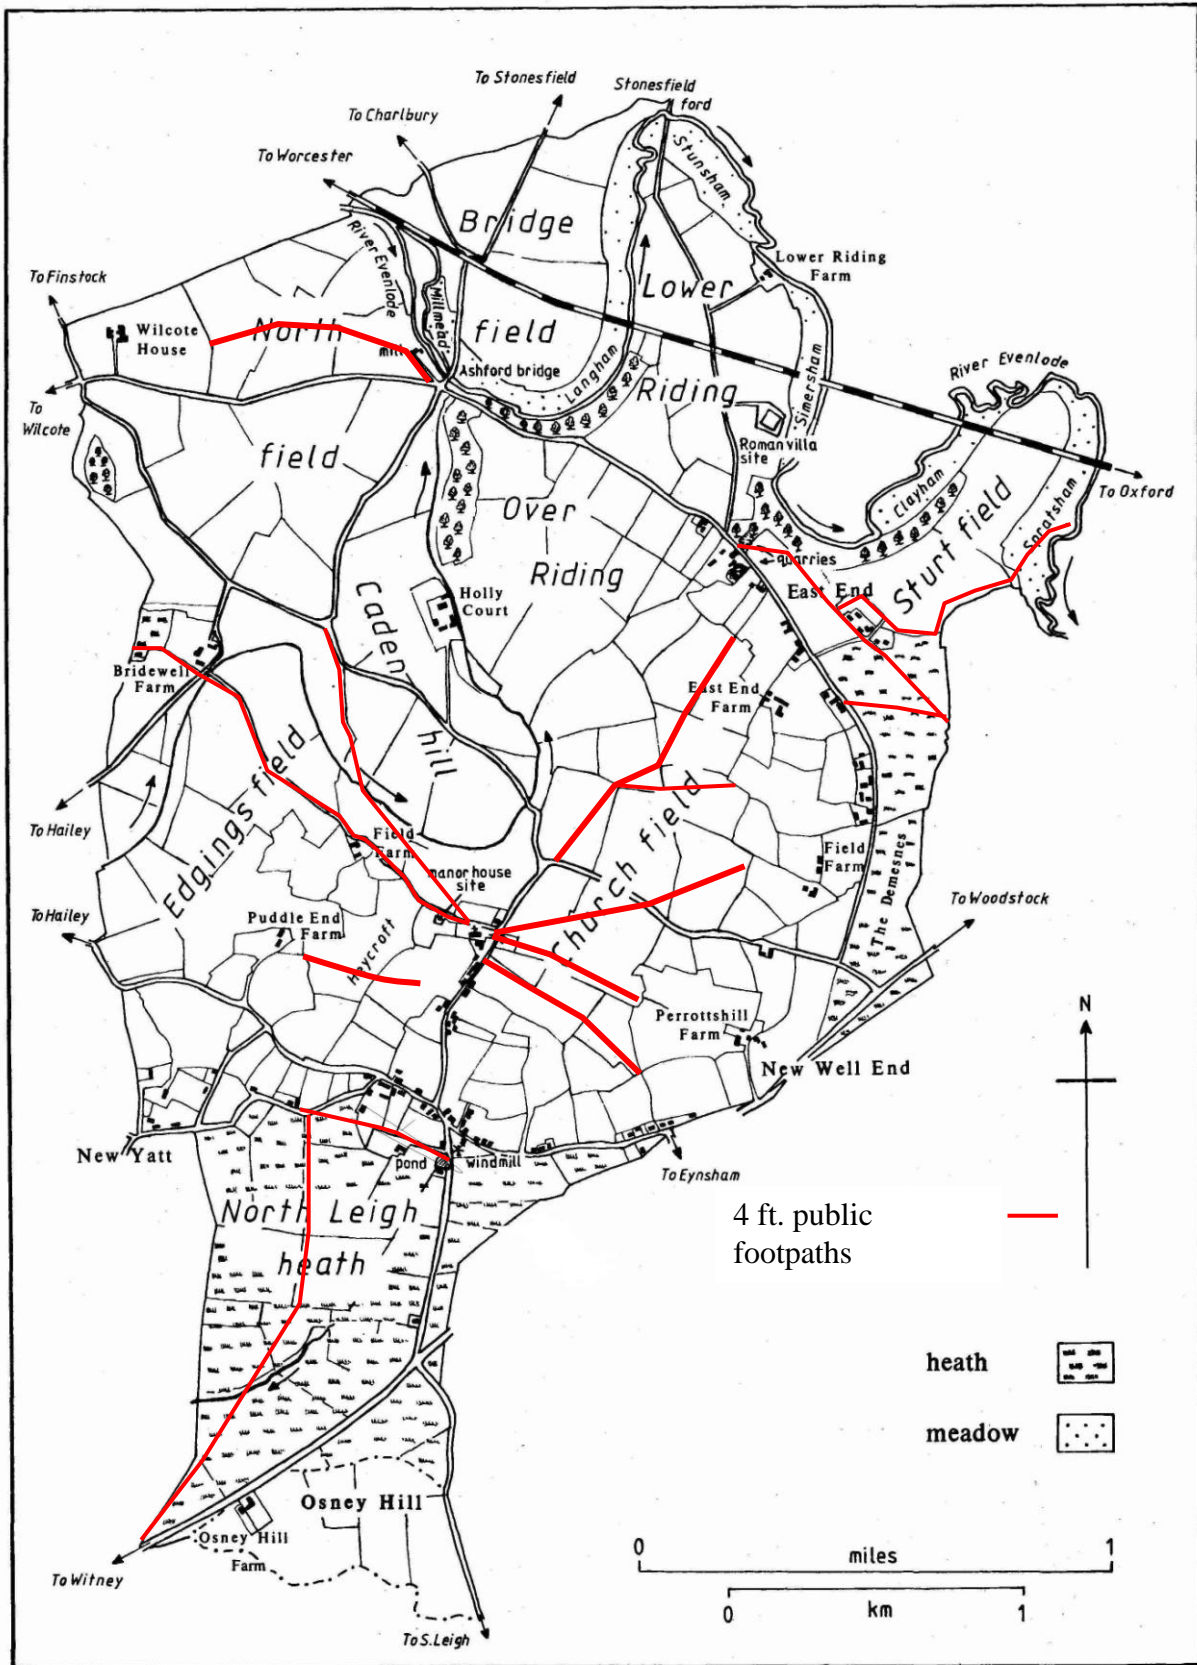 To Stonesfield
Stonesfield
ford
To Charlbury
To Worcester
Stunsham
Bridge
River Evenlode
To Finstock
Lower Riding
Farm
Lower
Millmead
Wilcote
House
North
field
mill
Ashford bridge
Langham
Simersham
River Evenlode
Riding
To
Wilcote
Roman villa
site
field
To Oxford
Clayham
Spratsham
Sturt field
Over
Riding
quarries
East End
Holly
Court
Caden
hill
Bridewell
Farm
East End
Farm
Edgings field
To Hailey
Field
Farm
Church field
Field
Farm
manor house
site
The Demesnes
To Woodstock
To Hailey
Puddle End
Farm
Heycroft
Perrottshill
Farm
N
New Well End
New Yatt
pond
windmill
To Eynsham
North Leigh
heath
4 ft. public
footpaths
heath
meadow
Osney Hill
Osney Hill
Farm
To Witney
To S.Leigh
0 miles 1
0 km 1